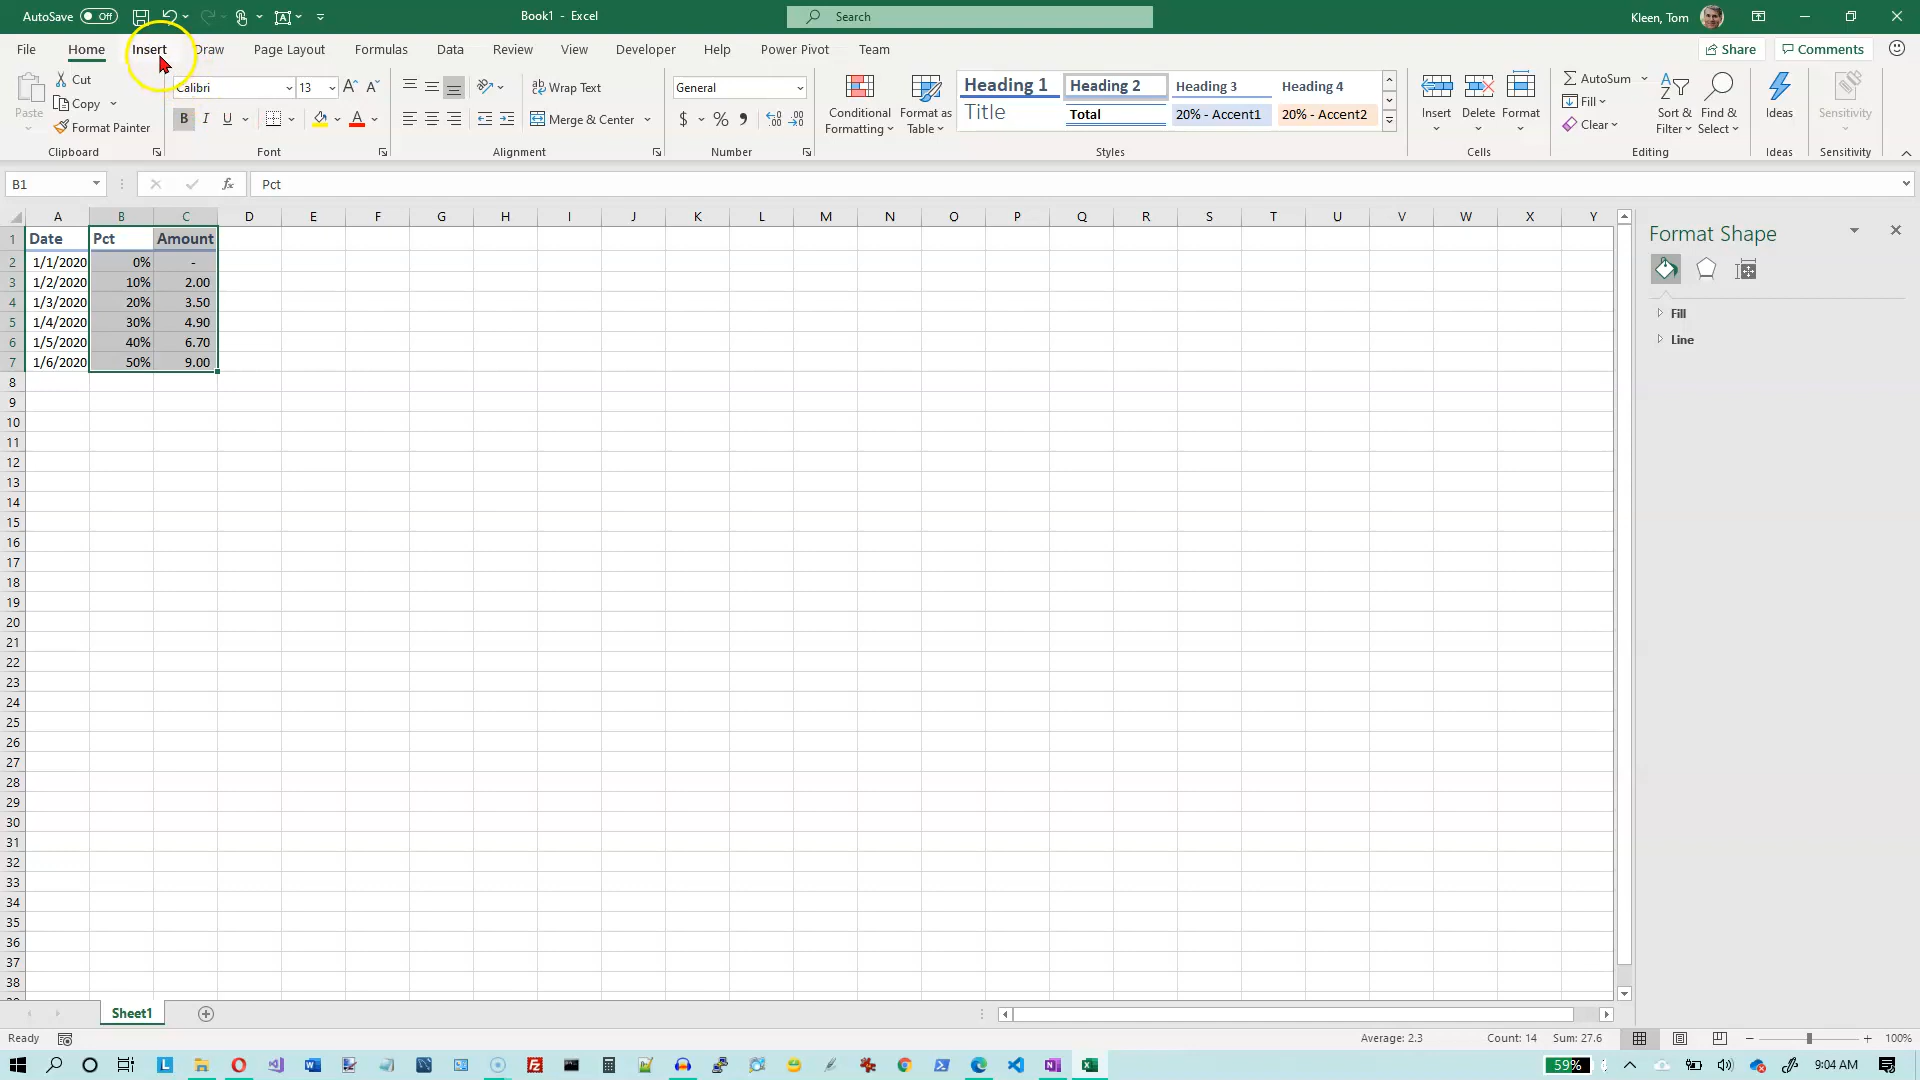 AutoSave Off Book1 - Excel Search Kleen, Tom
File Home Insert Draw Page Layout Formulas Data Review View Developer Help Power Pivot Team Share Comments
Paste Cut Copy Format Painter Clipboard
Calibri 13 B I U A Font
Wrap Text Merge & Center Alignment
General $ % Number
Conditional Formatting Format as Table
Heading 1 Heading 2 Heading 3 Heading 4
Title Total 20% - Accent1 20% - Accent2
Styles
Insert Delete Format Cells
AutoSum Fill Clear Sort & Filter Find & Select Editing
Ideas Ideas
Sensitivity Sensitivity
B1 fx Pct
A B C D E F G H I J K L M N O P Q R S T U V W X Y
1 Date Pct Amount
2 1/1/2020 0% -
3 1/2/2020 10% 2.00
4 1/3/2020 20% 3.50
5 1/4/2020 30% 4.90
6 1/5/2020 40% 6.70
7 1/6/2020 50% 9.00
8
9
10
11
12
13
14
15
16
17
18
19
20
21
22
23
24
25
26
27
28
29
30
31
32
33
34
35
36
37
38
Format Shape
Fill
Line
Sheet1
Ready Average: 2.3 Count: 14 Sum: 27.6 100%
59% 9:04 AM